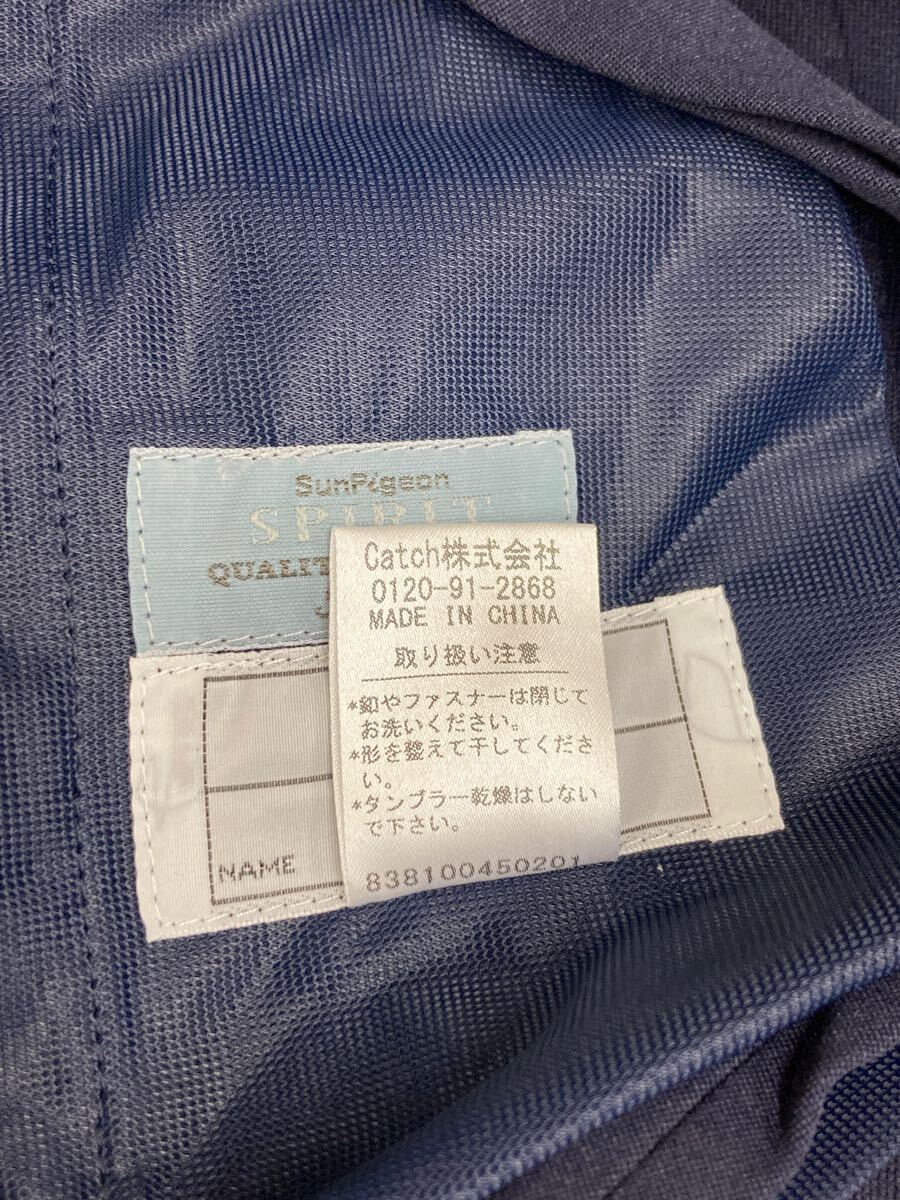 SunPigeon
SPIRIT
QUALIT
Catch株式会社
0120-91-2868
MADE IN CHINA
取り扱い注意
*釦やファスナーは閉じて
お洗いください。
*形を整えて干してくださ
い。
*タンブラー乾燥はしない
で下さい。
838100450201
NAME